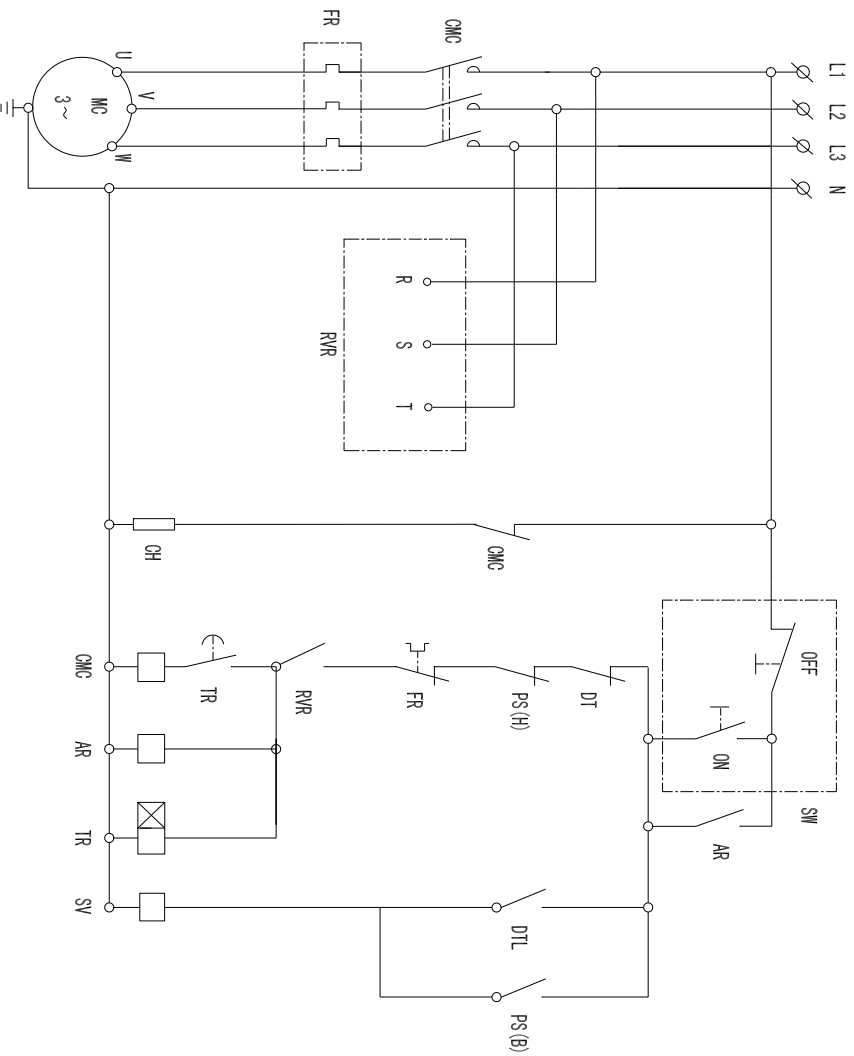 L1
L2
L3
N
CMC
FR
U
V
W
MC
3~
R
S
T
RVR
CH
CMC
OFF
ON
SW
AR
DT
PS(H)
FR
RVR
TR
CMC
AR
TR
SV
DTL
PS(B)